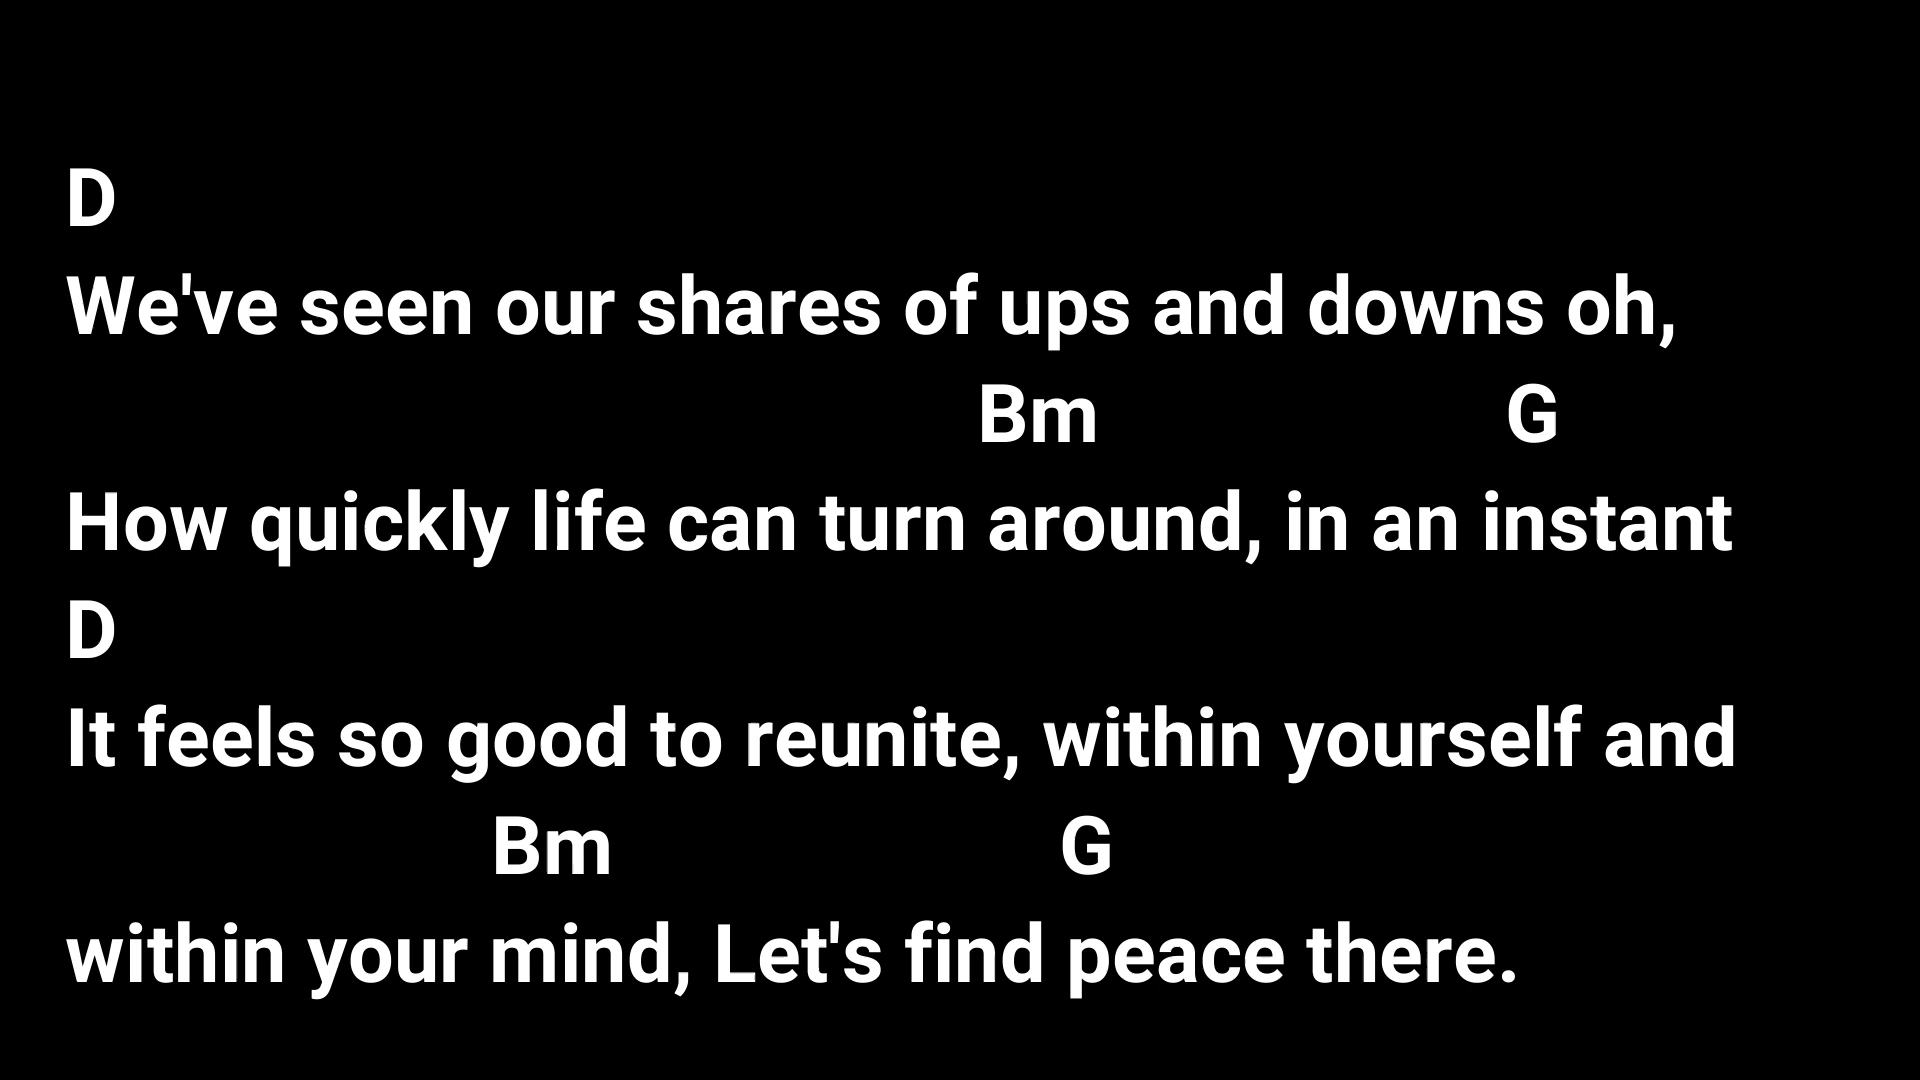 D
We've seen our shares of ups and downs oh,
Bm G
How quickly life can turn around, in an instant
D
It feels so good to reunite, within yourself and
Bm G
within your mind, Let's find peace there.